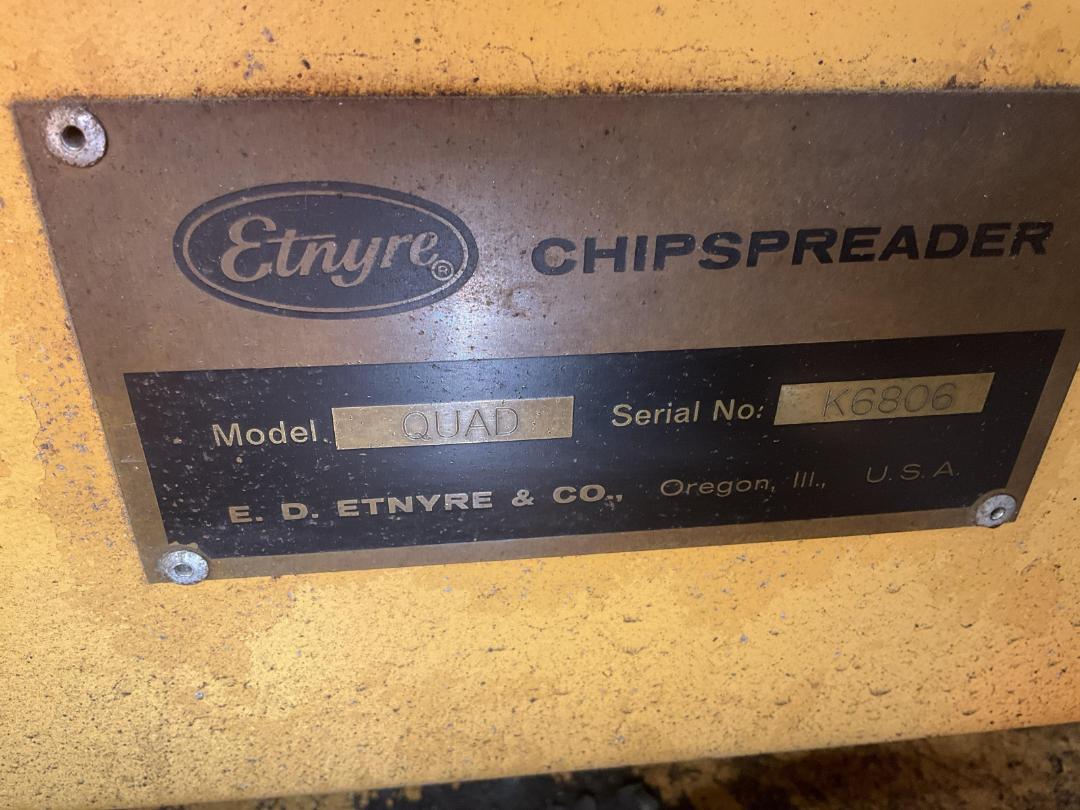 Etnyre® CHIPSPREADER
Model QUAD Serial No: K6806
E. D. ETNYRE & CO., Oregon, Ill., U.S.A